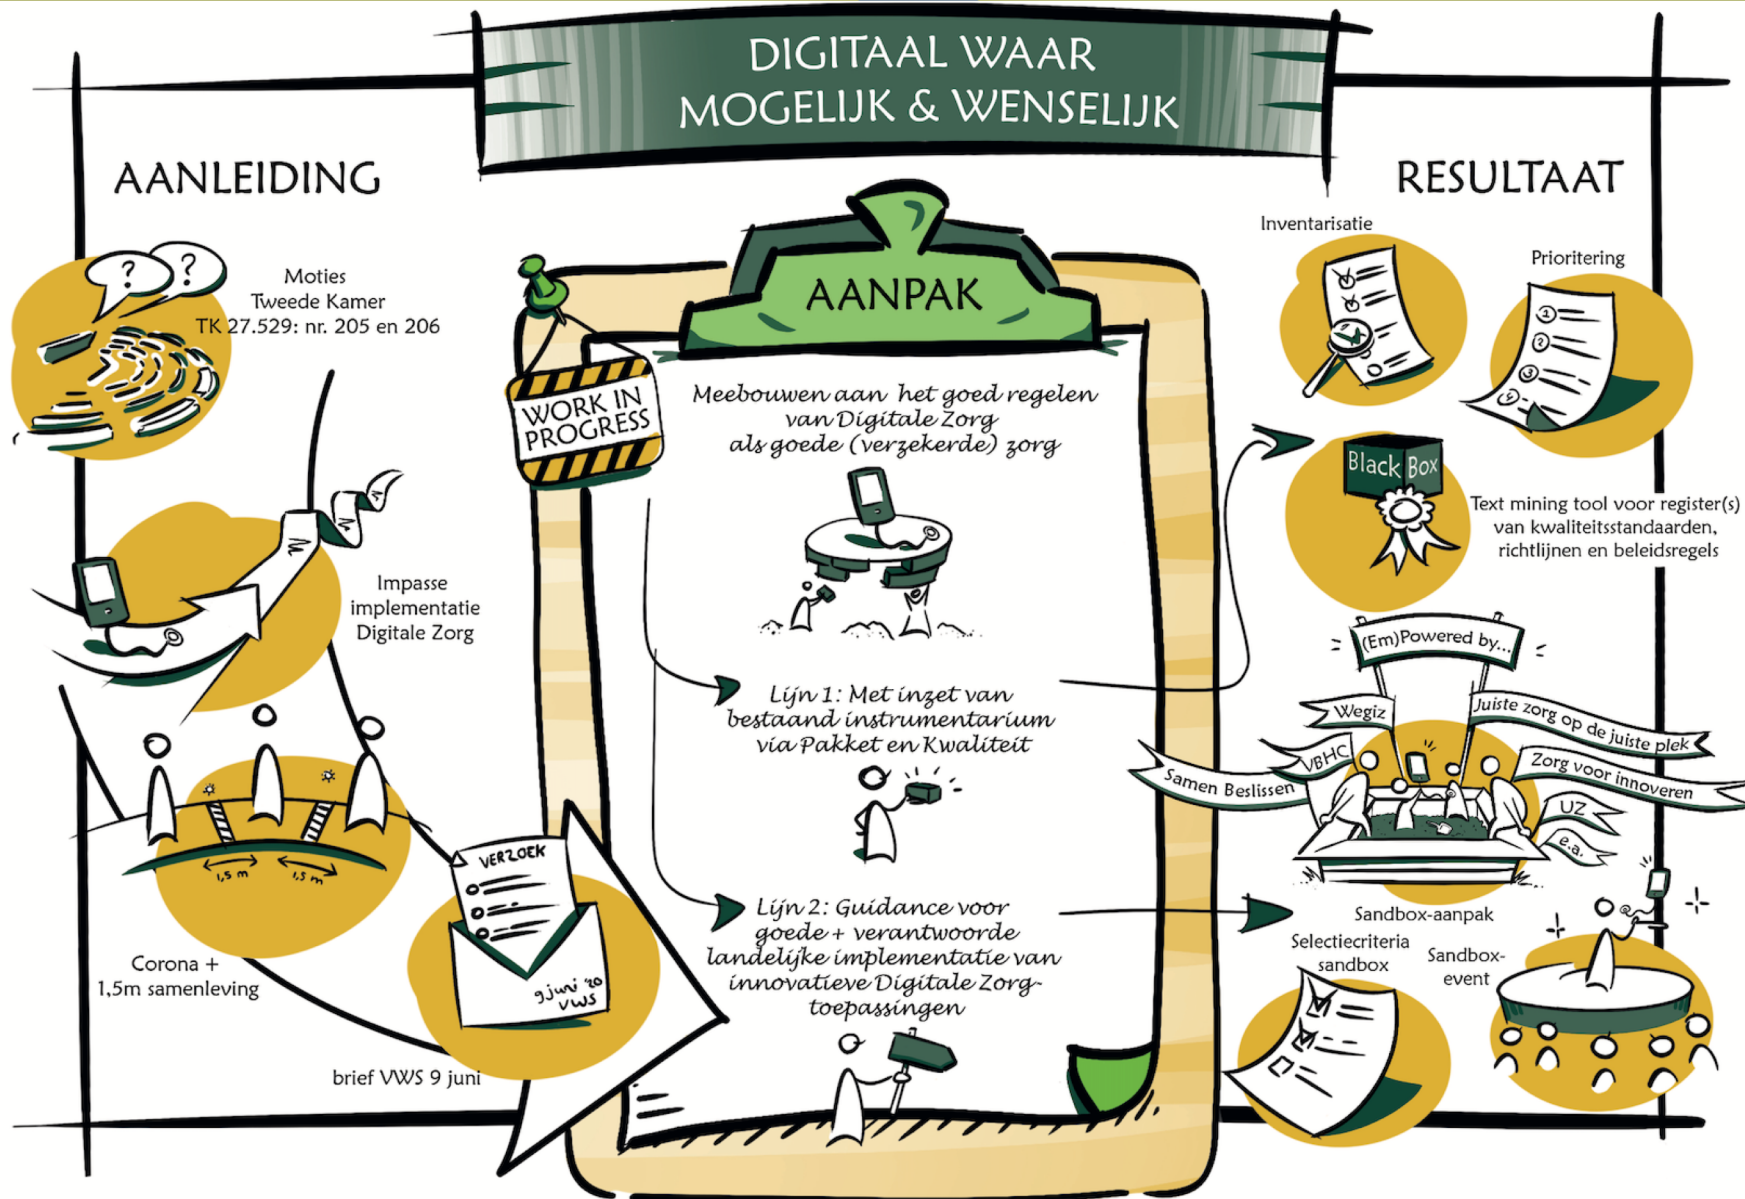 DIGITAAL WAAR
MOGELIJK & WENSELIJK
AANLEIDING
?
?
Moties
Tweede Kamer
TK 27.529: nr. 205 en 206
Impasse
implementatie
Digitale Zorg
1,5 m
1,5 m
Corona +
1,5m samenleving
VERZOEK
9 juni '20
VWS
brief VWS 9 juni
WORK IN
PROGRESS
AANPAK
Meebouwen aan het goed regelen
van Digitale Zorg
als goede (verzekerde) zorg
Lijn 1: Met inzet van
bestaand instrumentarium
via Pakket en Kwaliteit
Lijn 2: Guidance voor
goede + verantwoorde
landelijke implementatie van
innovatieve Digitale Zorg-
toepassingen
RESULTAAT
Inventarisatie
Prioritering
1
2
3
4
Black Box
Text mining tool voor register(s)
van kwaliteitsstandaarden,
richtlijnen en beleidsregels
(Em)Powered by...
Wegiz
Juiste zorg op de juiste plek
VBHC
Zorg voor innoveren
Samen Beslissen
UZ
e.a.
Sandbox-aanpak
Selectiecriteria
sandbox
Sandbox-
event